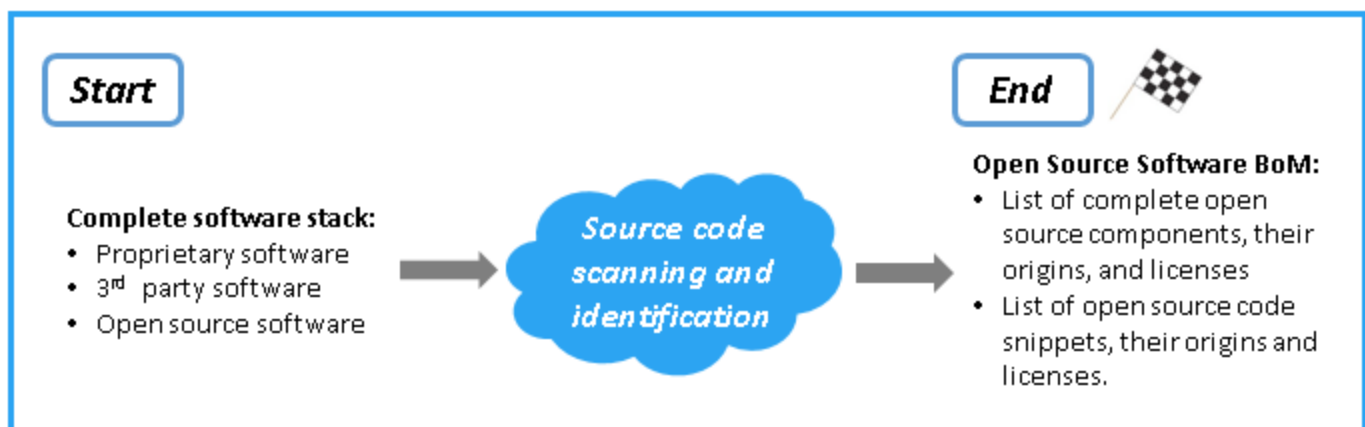 Start
Complete software stack:
• Proprietary software
• 3rd party software
• Open source software
Source code
scanning and
identification
End
Open Source Software BoM:
• List of complete open
source components, their
origins, and licenses
• List of open source code
snippets, their origins and
licenses.